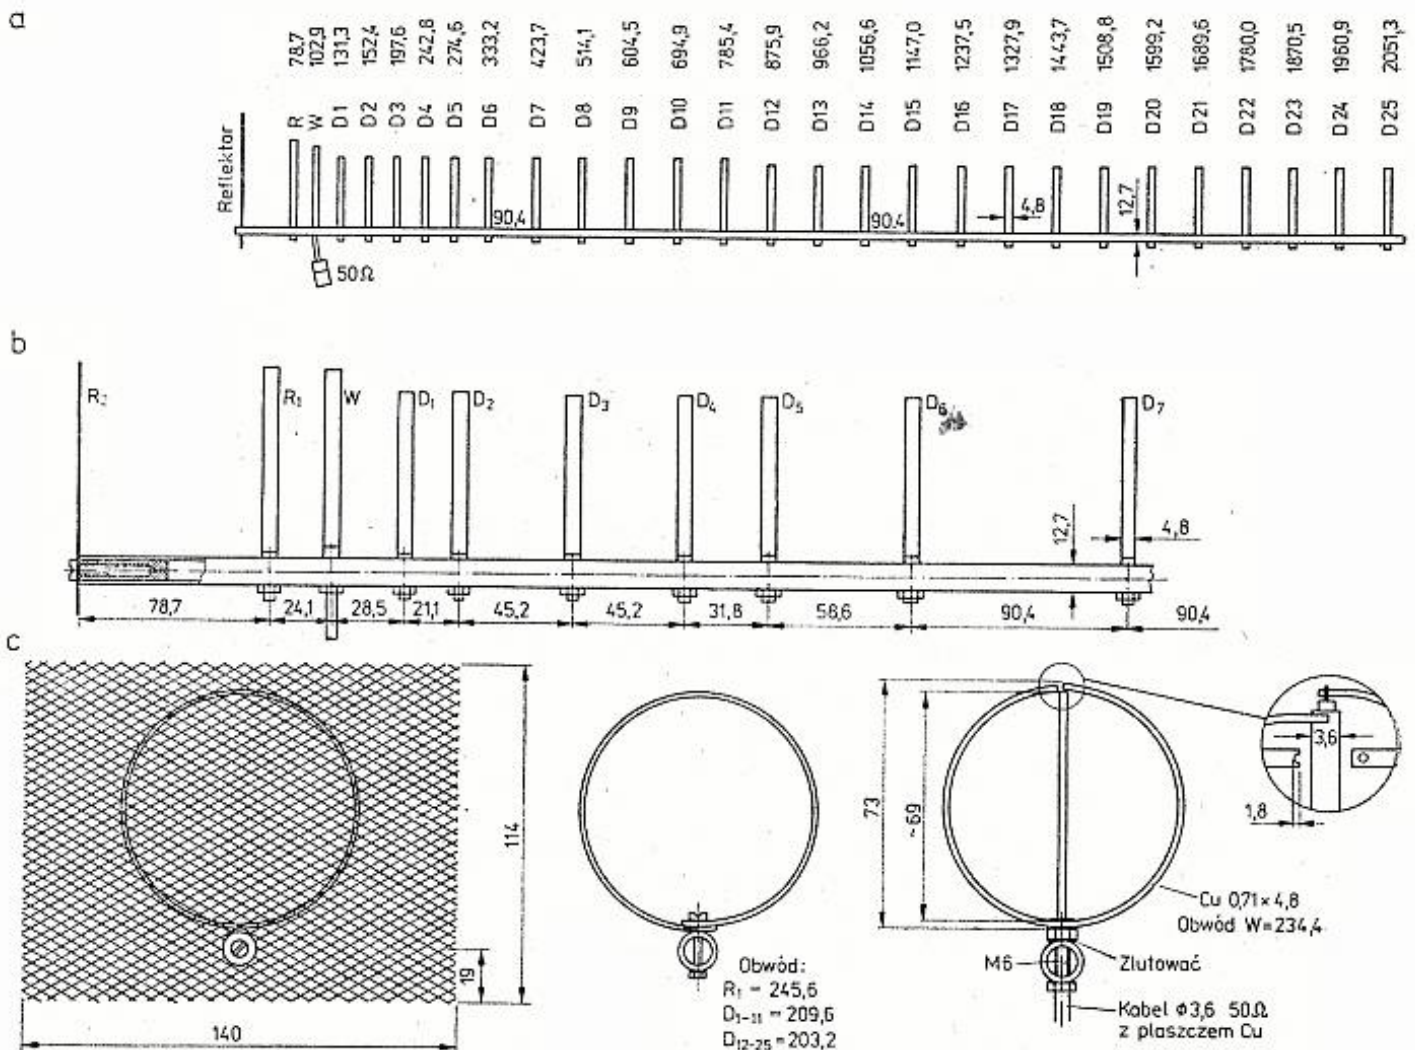 a
78,7 102,9 131,3 152,4 197,6 242,8 274,6 333,2 423,7 514,1 604,5 694,9 785,4 875,9 966,2 1056,6 1147,0 1237,5 1327,9 1443,7 1508,8 1599,2 1689,6 1780,0 1870,5 1960,9 2051,3
R W D1 D2 D3 D4 D5 D6 D7 D8 D9 D10 D11 D12 D13 D14 D15 D16 D17 D18 D19 D20 D21 D22 D23 D24 D25
Reflektor
90,4 90,4 4,8 12,7
50Ω
b
R₂ R₁ W D₁ D₂ D₃ D₄ D₅ D₆ D₇
12,7 4,8
78,7 24,1 28,5 21,1 45,2 45,2 31,8 58,6 90,4 90,4
c
3,6
1,8
73
~69
114
19
140
Cu 0,71×4,8
Obwód W=234,4
M6
Zlutować
Kabel ϕ3,6 50Ω
z plaszczem Cu
Obwód:
R₁ = 245,6
D₁₋₁₁ = 209,6
D₁₂₋₂₅ = 203,2